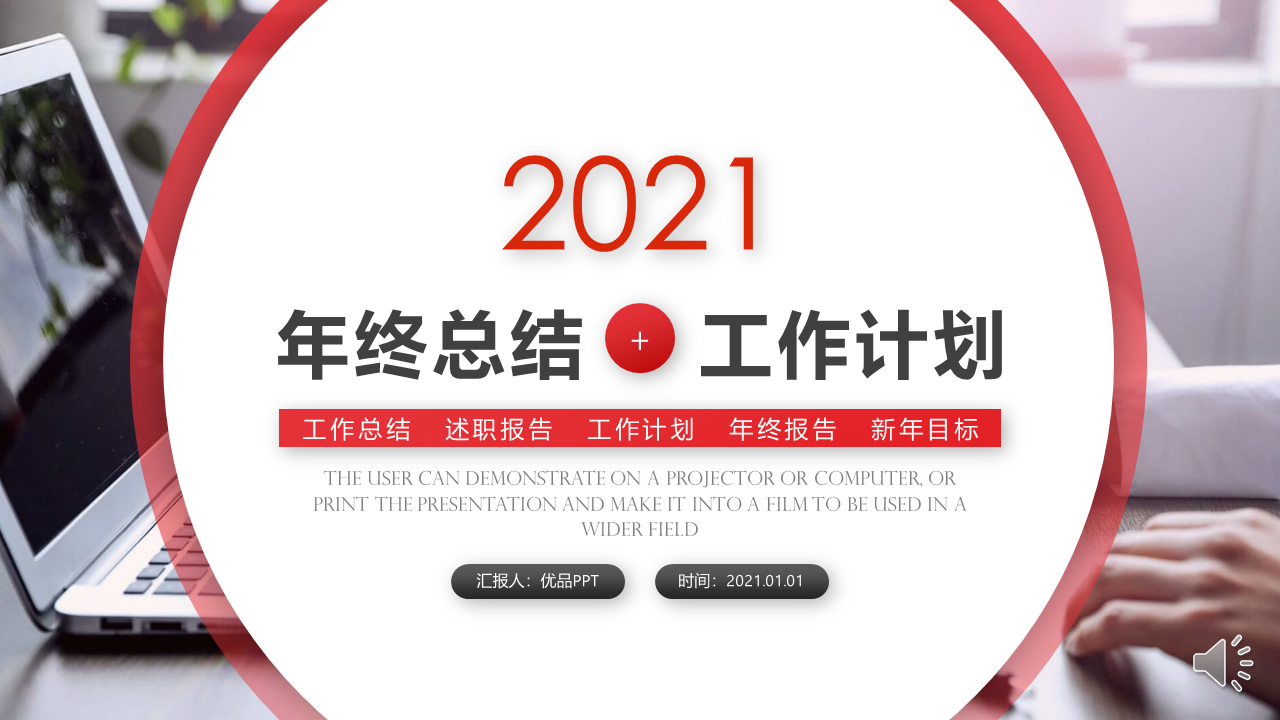 2021
年终总结 + 工作计划
工作总结 述职报告 工作计划 年终报告 新年目标
THE USER CAN DEMONSTRATE ON A PROJECTOR OR COMPUTER, OR
PRINT THE PRESENTATION AND MAKE IT INTO A FILM TO BE USED IN A
WIDER FIELD
汇报人：优品PPT 时间：2021.01.01